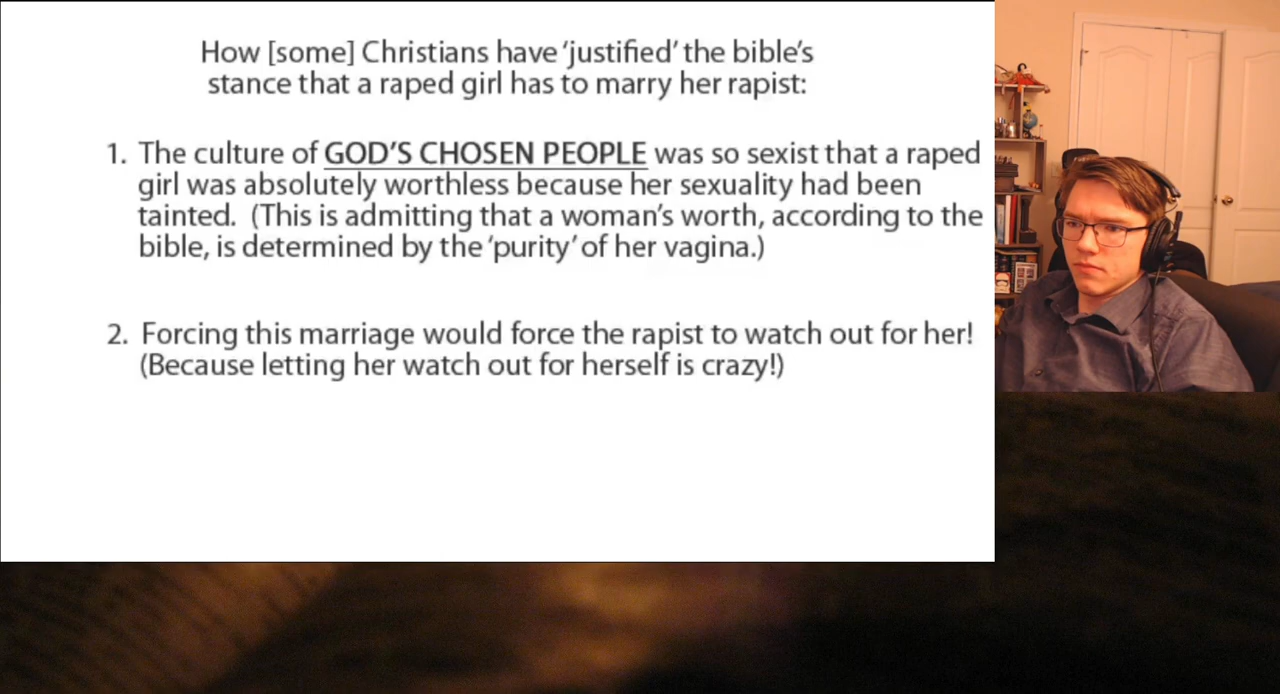 How [some] Christians have ‘justified’ the bible’s
stance that a raped girl has to marry her rapist:
1. The culture of GOD’S CHOSEN PEOPLE was so sexist that a raped
girl was absolutely worthless because her sexuality had been
tainted. (This is admitting that a woman’s worth, according to the
bible, is determined by the ‘purity’ of her vagina.)
2. Forcing this marriage would force the rapist to watch out for her!
(Because letting her watch out for herself is crazy!)